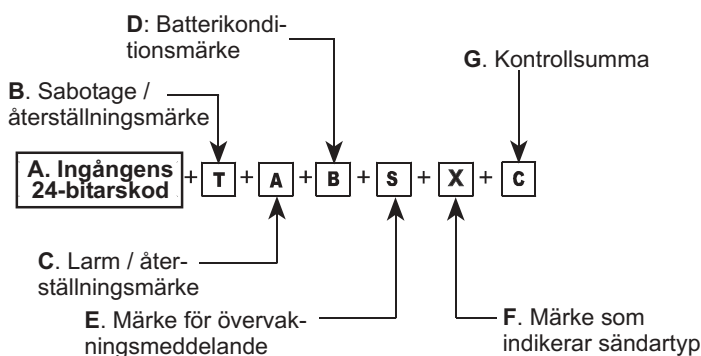 D: Batterikondi-
tionsmärke
G. Kontrollsumma
B. Sabotage /
återställningsmärke
A. Ingångens
24-bitarskod
+ T + A + B + S + X + C
C. Larm / åter-
ställningsmärke
E. Märke för övervak-
ningsmeddelande
F. Märke som
indikerar sändartyp